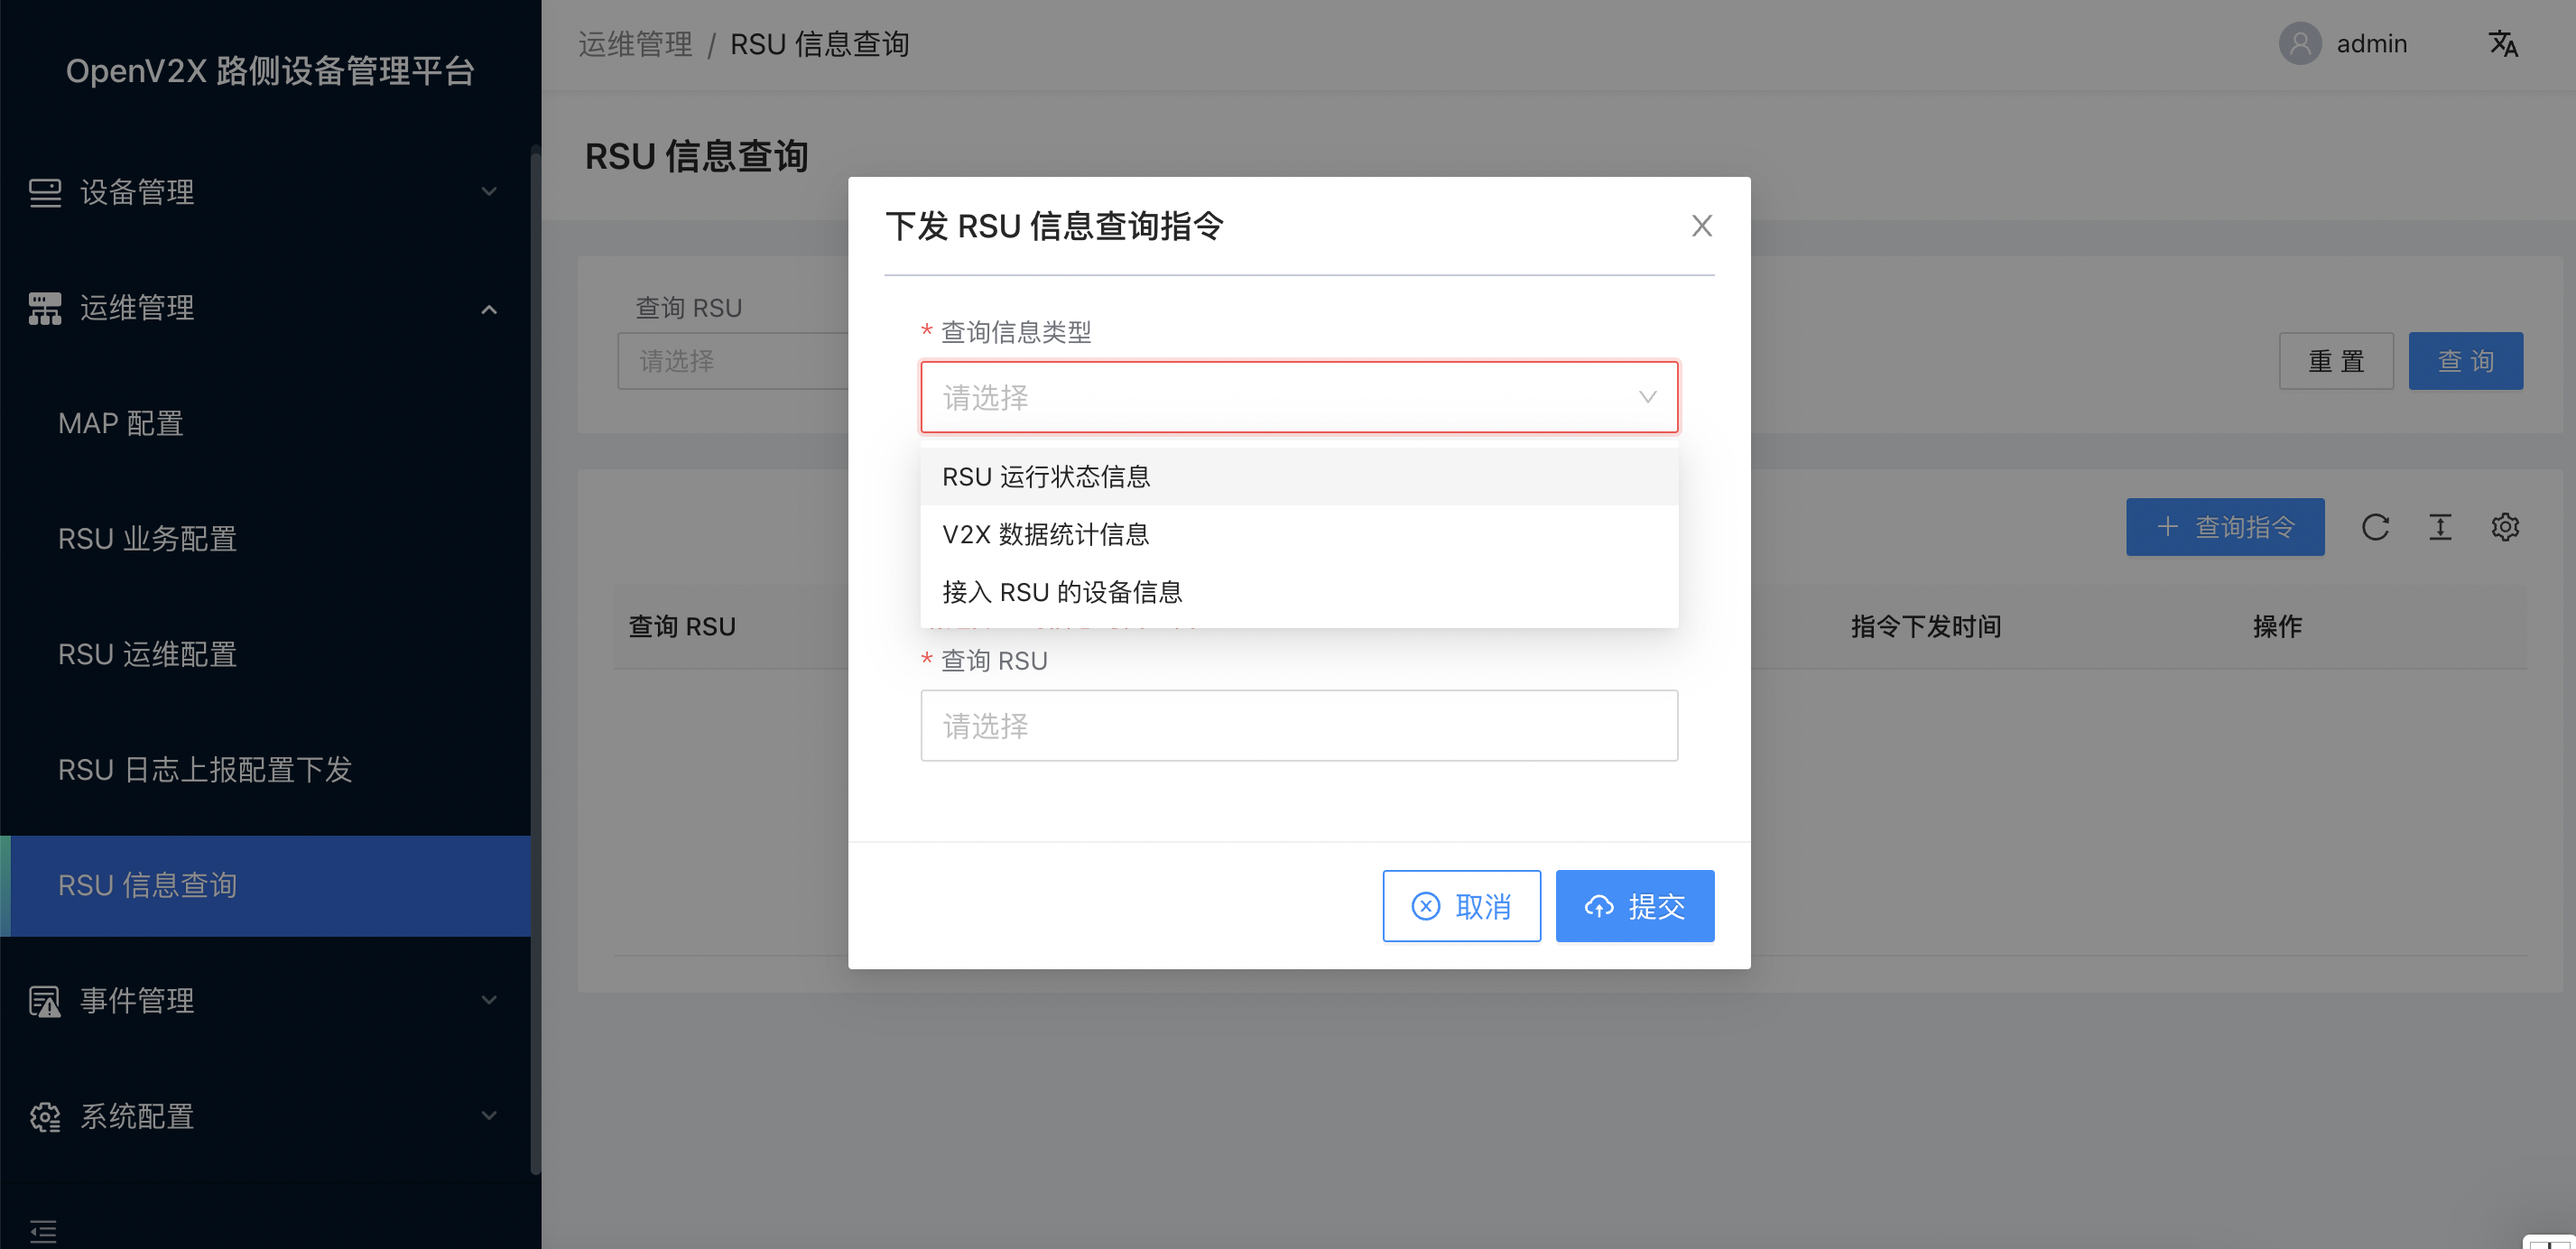 OpenV2X 路侧设备管理平台
设备管理
运维管理
MAP 配置
RSU 业务配置
RSU 运维配置
RSU 日志上报配置下发
RSU 信息查询
事件管理
系统配置
运维管理 / RSU 信息查询
admin
RSU 信息查询
查询 RSU
请选择
重 置
查 询
查询指令
查询 RSU
指令下发时间
操作
下发 RSU 信息查询指令
* 查询信息类型
请选择
RSU 运行状态信息
V2X 数据统计信息
接入 RSU 的设备信息
* 查询 RSU
请选择
取消
提交